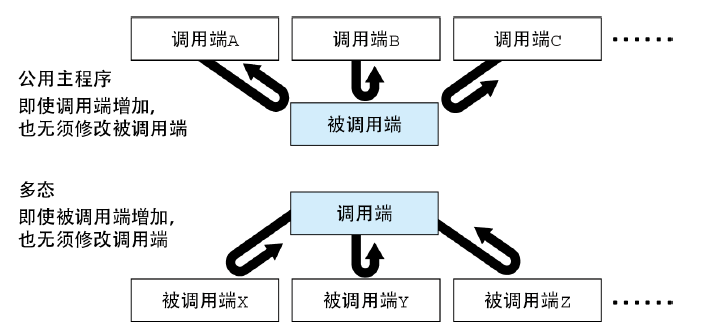 调用端A 调用端B 调用端C ……
公用主程序
即使调用端增加,
也无须修改被调用端
被调用端
多态
即使被调用端增加,
也无须修改调用端
调用端
被调用端X 被调用端Y 被调用端Z ……